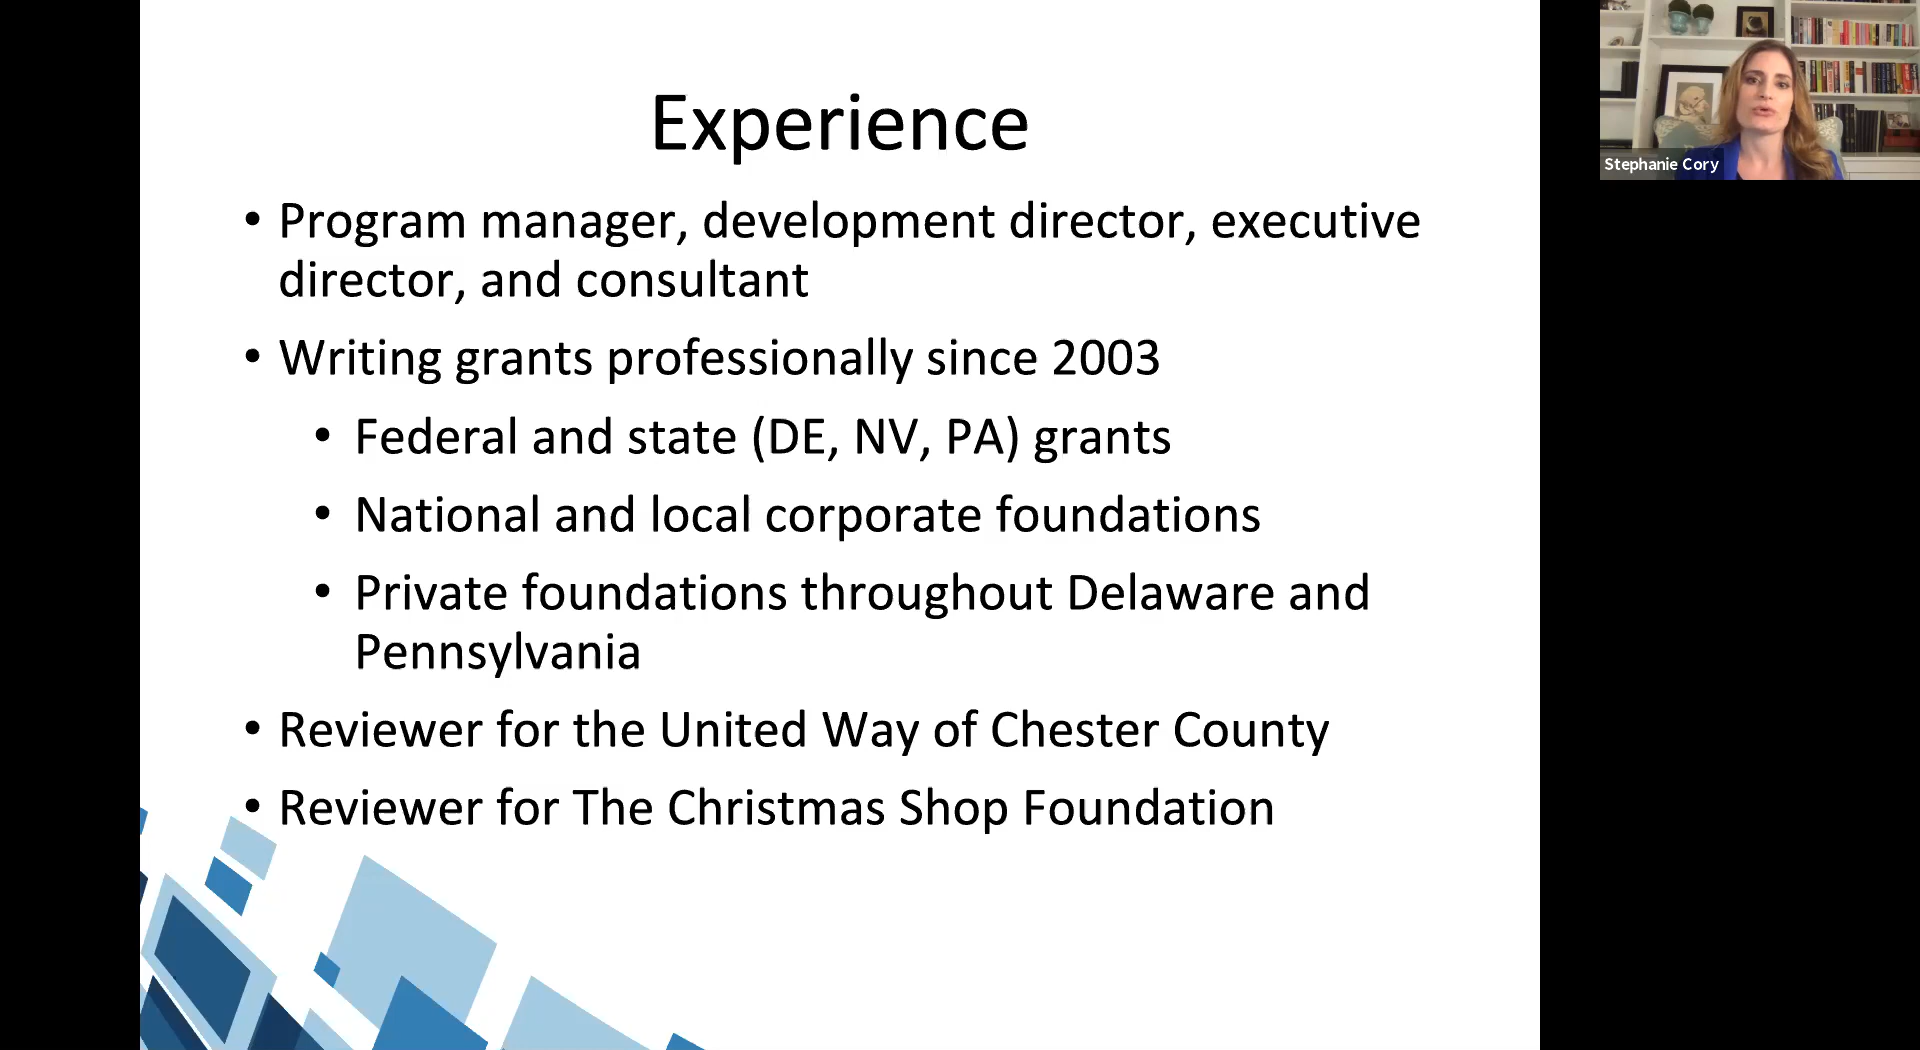 Experience
• Program manager, development director, executive
director, and consultant
• Writing grants professionally since 2003
• Federal and state (DE, NV, PA) grants
• National and local corporate foundations
• Private foundations throughout Delaware and
Pennsylvania
• Reviewer for the United Way of Chester County
• Reviewer for The Christmas Shop Foundation
Stephanie Cory